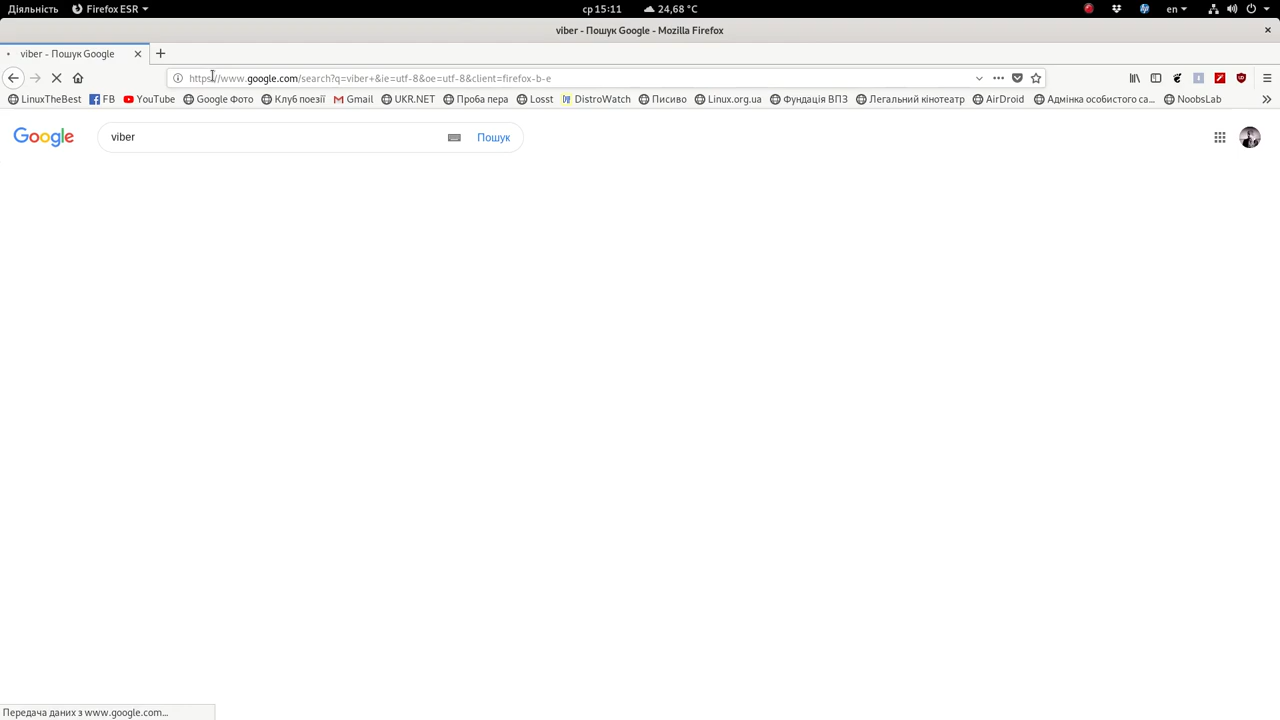 Діяльність Firefox ESR ср 15:11 24,68 °C en
viber - Пошук Google - Mozilla Firefox
viber - Пошук Google
https://www.google.com/search?q=viber+&ie=utf-8&oe=utf-8&client=firefox-b-e
LinuxTheBest FB YouTube Google Фото Клуб поезії Gmail UKR.NET Проба пера Losst DistroWatch Писиво Linux.org.ua Фундація ВПЗ Легальний кінотеатр AirDroid Адмінка особистого са... NoobsLab
Google viber Пошук
Передача даних з www.google.com...